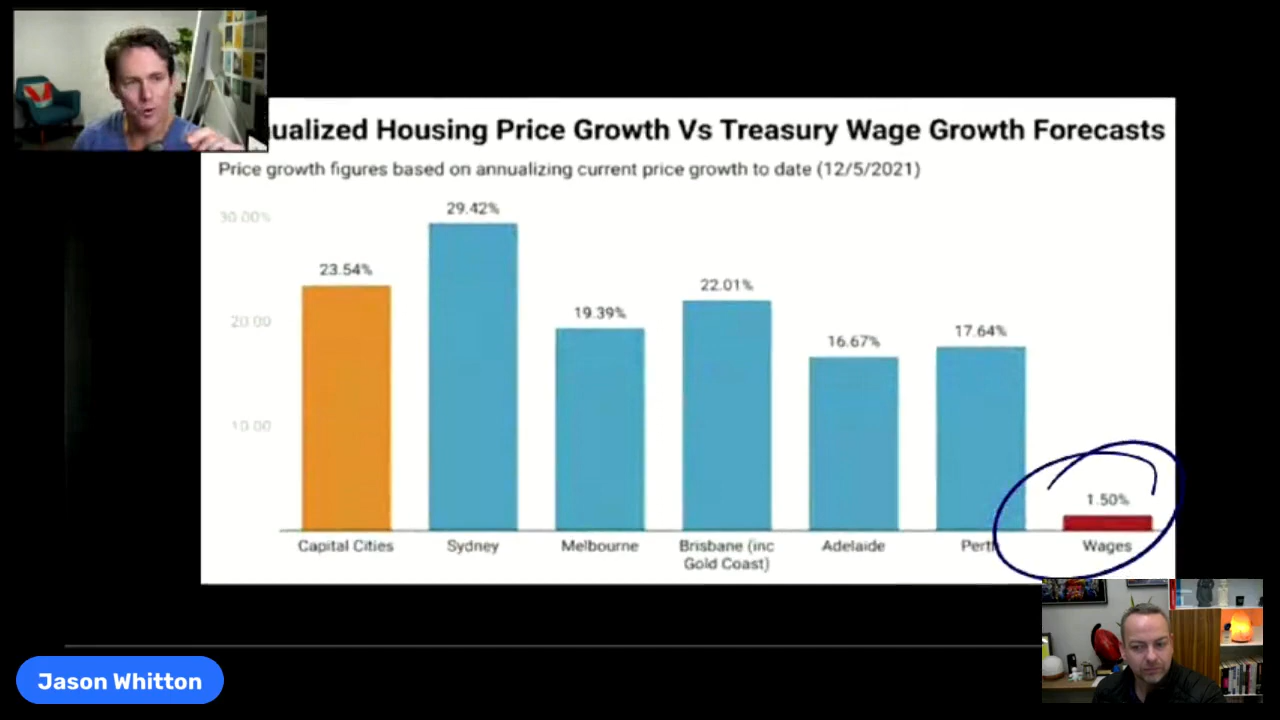 ualized Housing Price Growth Vs Treasury Wage Growth Forecasts
Price growth figures based on annualizing current price growth to date (12/5/2021)
30.00%
20.00
10.00
23.54%
29.42%
19.39%
22.01%
16.67%
17.64%
1.50%
Capital Cities
Sydney
Melbourne
Brisbane (inc
Gold Coast)
Adelaide
Perth
Wages
Jason Whitton